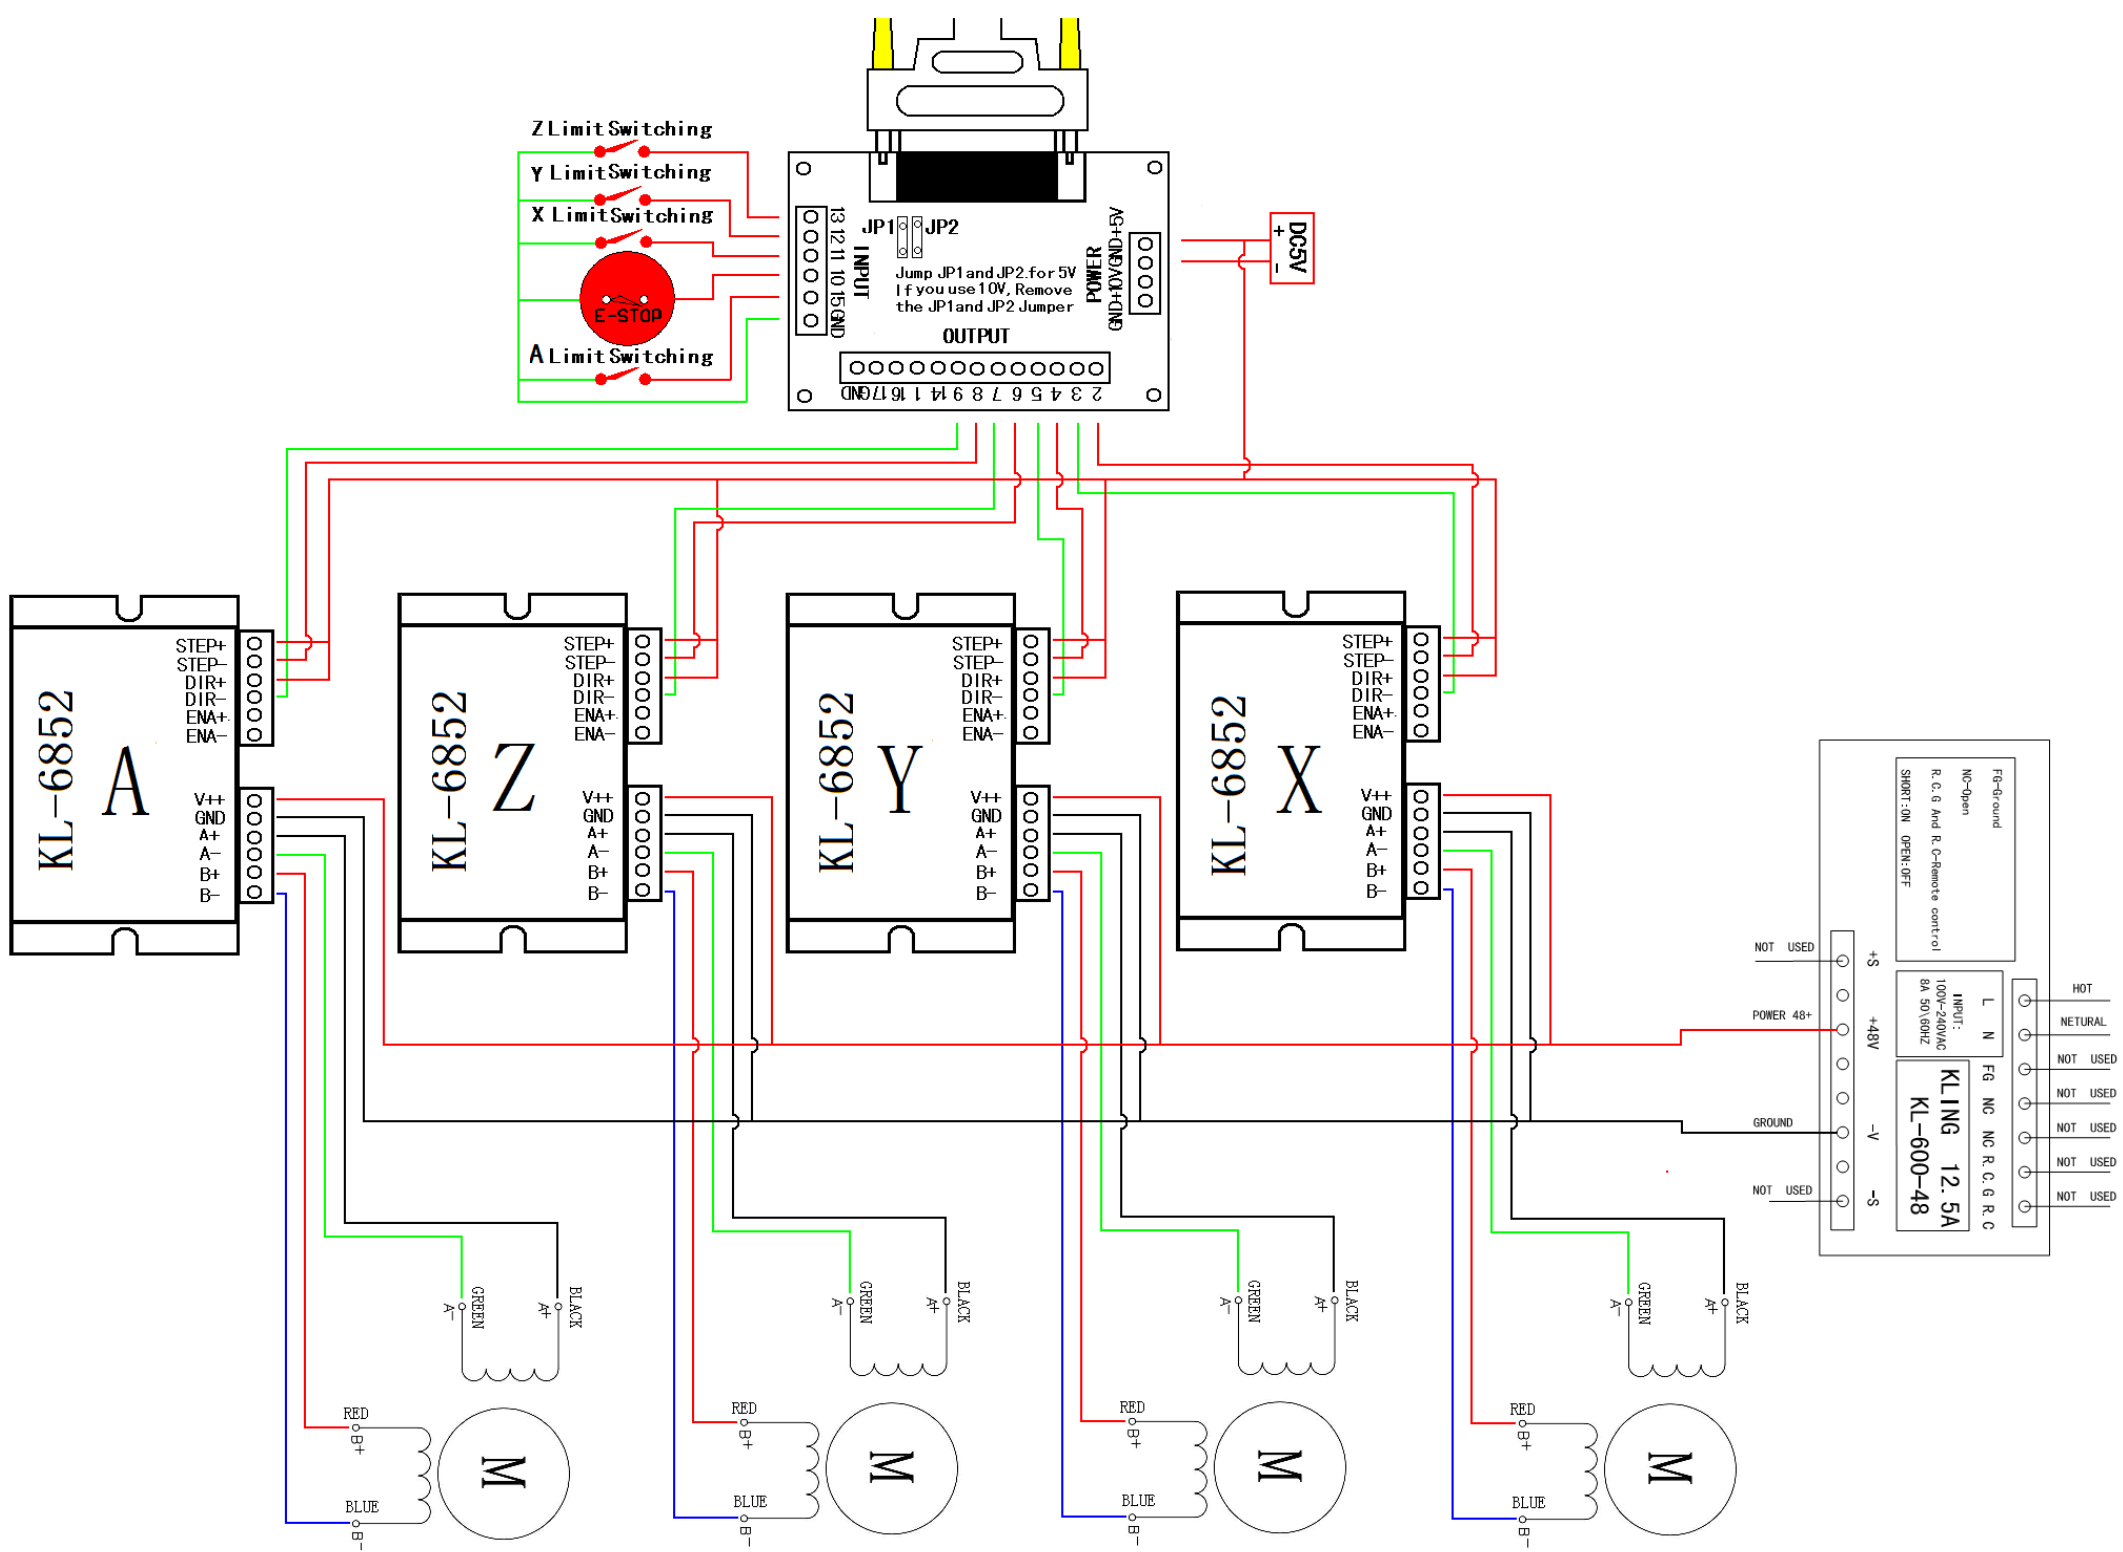 Z Limit Switching
Y Limit Switching
X Limit Switching
E-STOP
A Limit Switching
13 12 11 10 15 GND
INPUT
JP1 JP2
Jump JP1 and JP2 for 5V
If you use 10V, Remove
the JP1 and JP2 Jumper
POWER
GND+10V GND+5V
OUTPUT
GND 17 16 1 14 9 8 7 6 5 4 3 2
+ -
DC5V
KL-6852
A
STEP+
STEP-
DIR+
DIR-
ENA+
ENA-
V++
GND
A+
A-
B+
B-
KL-6852
Z
STEP+
STEP-
DIR+
DIR-
ENA+
ENA-
V++
GND
A+
A-
B+
B-
KL-6852
Y
STEP+
STEP-
DIR+
DIR-
ENA+
ENA-
V++
GND
A+
A-
B+
B-
KL-6852
X
STEP+
STEP-
DIR+
DIR-
ENA+
ENA-
V++
GND
A+
A-
B+
B-
FG-Ground
NC-Open
R.C.G And R.C-Remote control
SHORT:ON OPEN:OFF
NOT USED
POWER 48+
GROUND
NOT USED
+S
+48V
-V
-S
INPUT:
100V-240VAC
8A 50\60HZ
KLING 12.5A
KL-600-48
L N FG NC NC R.C.G R.C
HOT
NETURAL
NOT USED
NOT USED
NOT USED
NOT USED
NOT USED
GREEN
A-
BLACK
A+
RED
B+
BLUE
B-
M
GREEN
A-
BLACK
A+
RED
B+
BLUE
B-
M
GREEN
A-
BLACK
A+
RED
B+
BLUE
B-
M
GREEN
A-
BLACK
A+
RED
B+
BLUE
B-
M